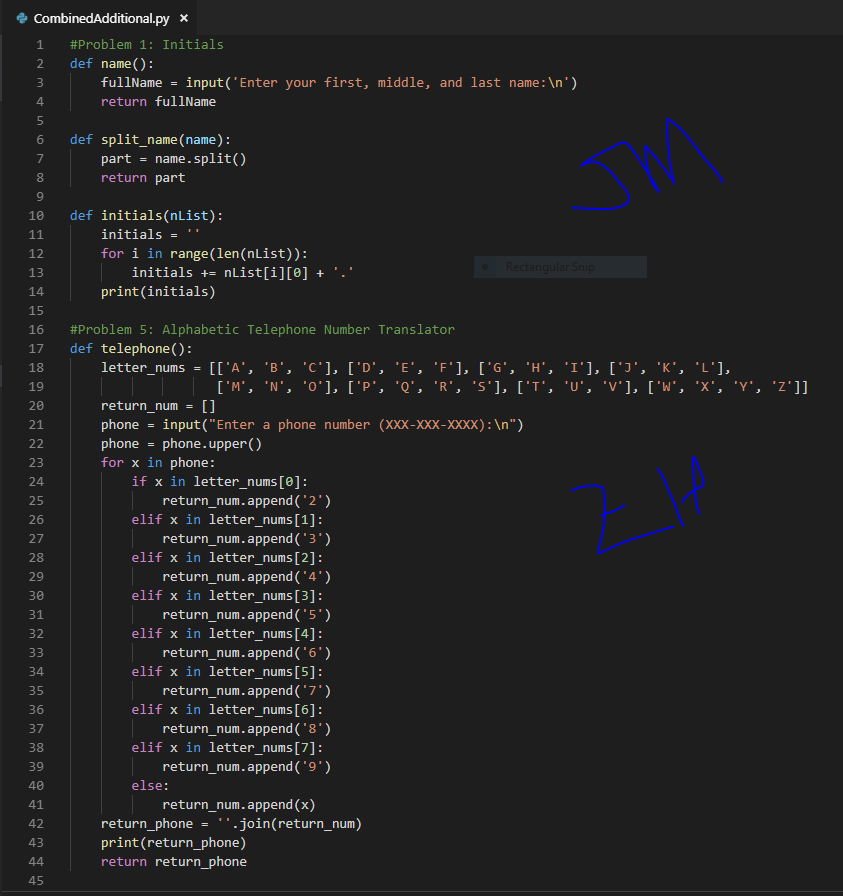 CombinedAdditional.py ×
1 #Problem 1: Initials
2 def name():
3     fullName = input('Enter your first, middle, and last name:\n')
4     return fullName
5
6 def split_name(name):
7     part = name.split()
8     return part
9
10 def initials(nList):
11     initials = ''
12     for i in range(len(nList)):
13         initials += nList[i][0] + '.'
14     print(initials)
15
16 #Problem 5: Alphabetic Telephone Number Translator
17 def telephone():
18     letter_nums = [['A', 'B', 'C'], ['D', 'E', 'F'], ['G', 'H', 'I'], ['J', 'K', 'L'],
19                    ['M', 'N', 'O'], ['P', 'Q', 'R', 'S'], ['T', 'U', 'V'], ['W', 'X', 'Y', 'Z']]
20     return_num = []
21     phone = input("Enter a phone number (XXX-XXX-XXXX):\n")
22     phone = phone.upper()
23     for x in phone:
24         if x in letter_nums[0]:
25             return_num.append('2')
26         elif x in letter_nums[1]:
27             return_num.append('3')
28         elif x in letter_nums[2]:
29             return_num.append('4')
30         elif x in letter_nums[3]:
31             return_num.append('5')
32         elif x in letter_nums[4]:
33             return_num.append('6')
34         elif x in letter_nums[5]:
35             return_num.append('7')
36         elif x in letter_nums[6]:
37             return_num.append('8')
38         elif x in letter_nums[7]:
39             return_num.append('9')
40         else:
41             return_num.append(x)
42     return_phone = ''.join(return_num)
43     print(return_phone)
44     return return_phone
45
Rectangular Snip